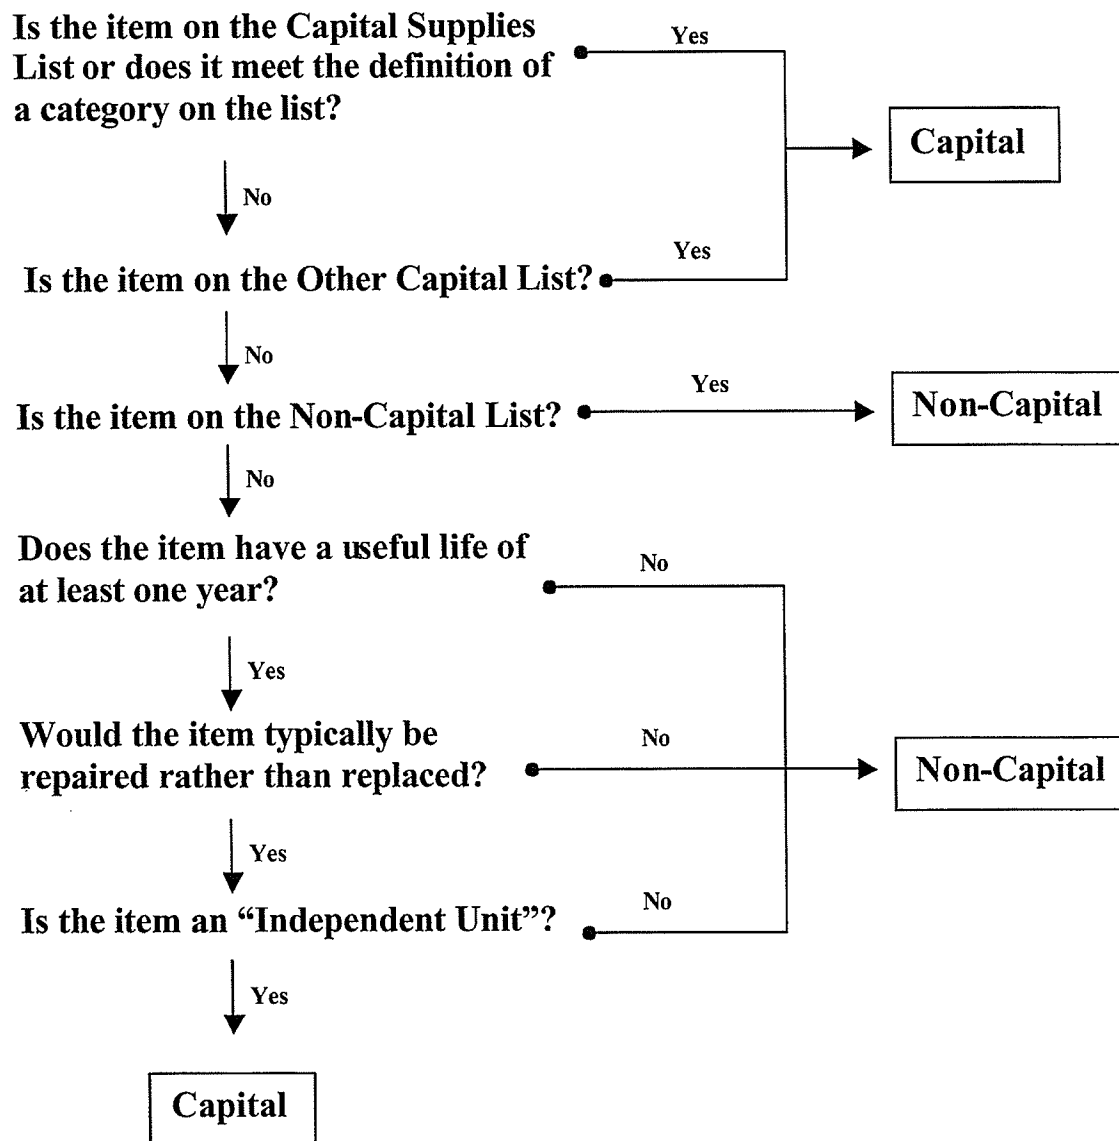 Is the item on the Capital Supplies
List or does it meet the definition of
a category on the list?
Yes
Capital
No
Is the item on the Other Capital List?
Yes
No
Is the item on the Non-Capital List?
Yes
Non-Capital
No
Does the item have a useful life of
at least one year?
No
Yes
Would the item typically be
repaired rather than replaced?
No
Non-Capital
Yes
Is the item an “Independent Unit”?
No
Yes
Capital